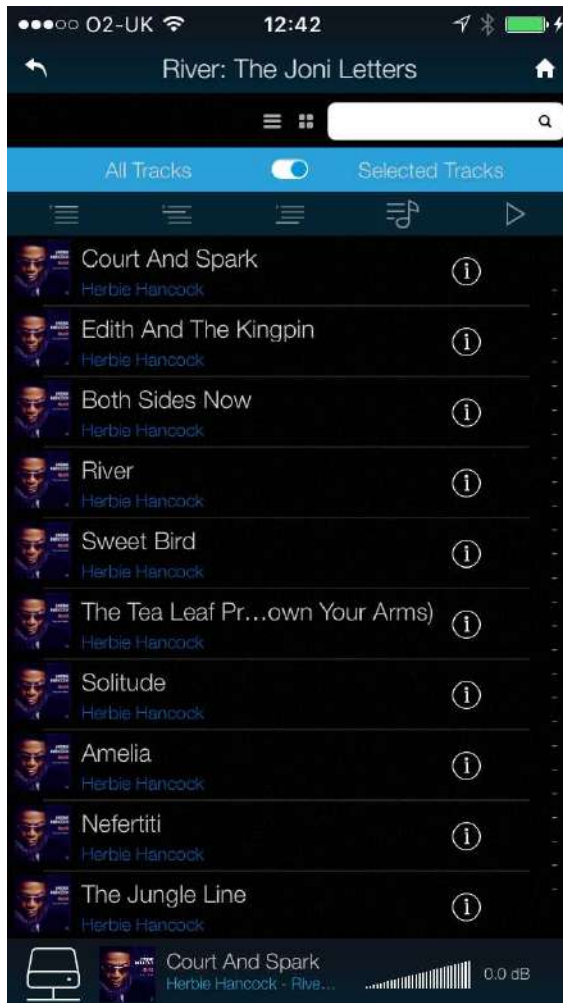 O2-UK 12:42
River: The Joni Letters
All Tracks Selected Tracks
Court And Spark
Herbie Hancock
Edith And The Kingpin
Herbie Hancock
Both Sides Now
Herbie Hancock
River
Herbie Hancock
Sweet Bird
Herbie Hancock
The Tea Leaf Pr...own Your Arms)
Herbie Hancock
Solitude
Herbie Hancock
Amelia
Herbie Hancock
Nefertiti
Herbie Hancock
The Jungle Line
Herbie Hancock
Court And Spark
Herbie Hancock - Rive... 0.0 dB